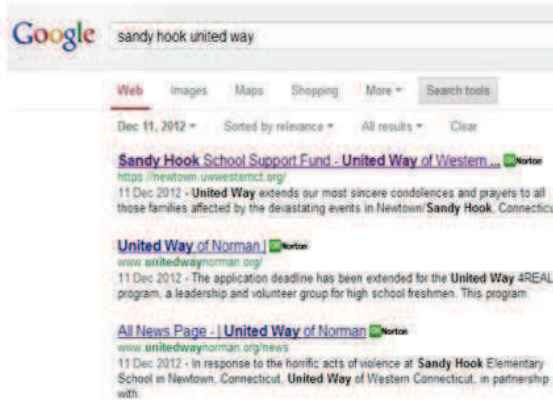 Google sandy hook united way
Web Images Maps Shopping More Search tools
Dec 11, 2012 Sorted by relevance All results Clear
Sandy Hook School Support Fund - United Way of Western ... OK Norton
https://newtown.uwwesternct.org/
11 Dec 2012 - United Way extends our most sincere condolences and prayers to all
those families affected by the devastating events in Newtown/Sandy Hook, Connecticu
United Way of Norman | OK Norton
www.unitedwaynorman.org/
11 Dec 2012 - The application deadline has been extended for the United Way 4REAL
program, a leadership and volunteer group for high school freshmen. This program
All News Page - | United Way of Norman OK Norton
www.unitedwaynorman.org/news
11 Dec 2012 - In response to the horrific acts of violence at Sandy Hook Elementary
School in Newtown, Connecticut, United Way of Western Connecticut, in partnership
with